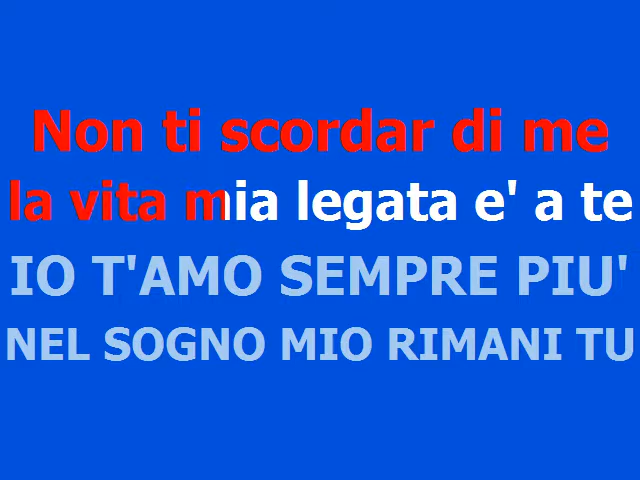 Non ti scordar di me
la vita mia legata e' a te
IO T'AMO SEMPRE PIU'
NEL SOGNO MIO RIMANI TU